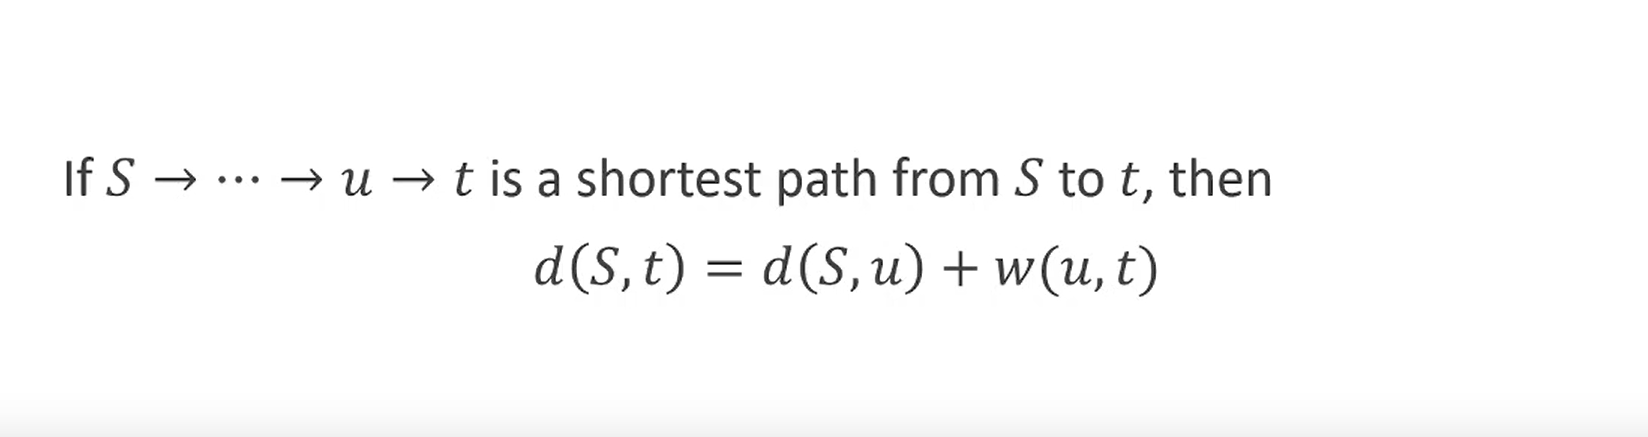 If S → ⋯ → u → t is a shortest path from S to t, then
d(S, t) = d(S, u) + w(u, t)